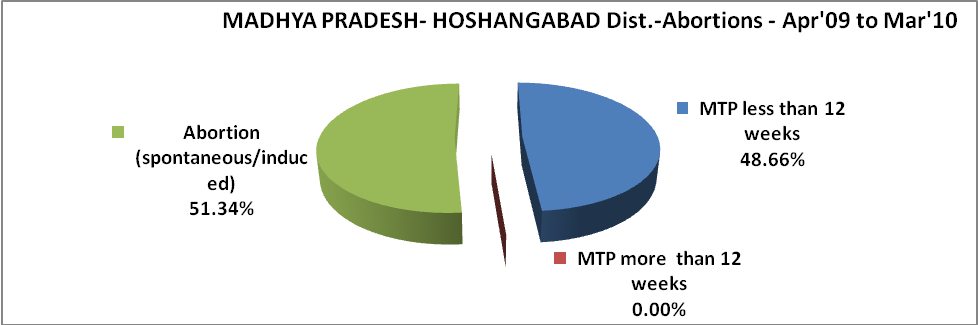 MADHYA PRADESH- HOSHANGABAD Dist.-Abortions - Apr'09 to Mar'10
Abortion
(spontaneous/induc
ed)
51.34%
MTP less than 12
weeks
48.66%
MTP more  than 12
weeks
0.00%